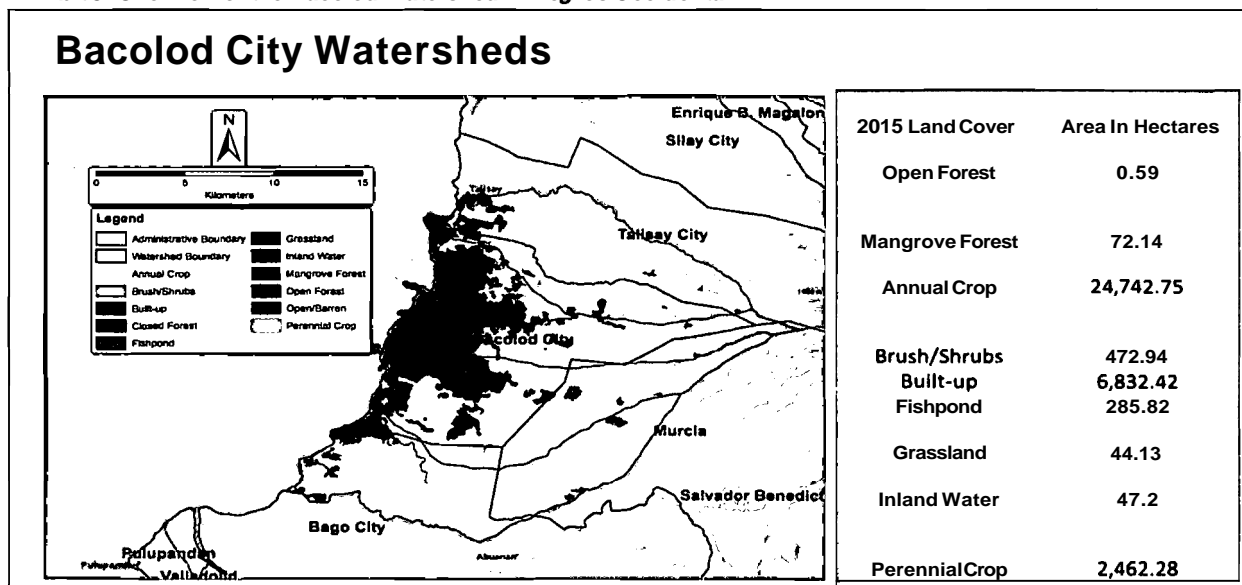 Bacolod City Watersheds
N
0 5 10 15
Kilometers
Legend
Administrative Boundary
Watershed Boundary
Annual Crop
Brush/Shrubs
Built-up
Closed Forest
Fishpond
Grassland
Inland Water
Mangrove Forest
Open Forest
Open/Barren
Perennial Crop
Enrique B. Magalon
Silay City
Talisay
Talisay City
Bacolod City
Murcia
Salvador Benedict
Bago City
Pulupandan
Pulupandan
Valladolid
2015 Land Cover Area In Hectares
Open Forest 0.59
Mangrove Forest 72.14
Annual Crop 24,742.75
Brush/Shrubs 472.94
Built-up 6,832.42
Fishpond 285.82
Grassland 44.13
Inland Water 47.2
PerennialCrop 2,462.28